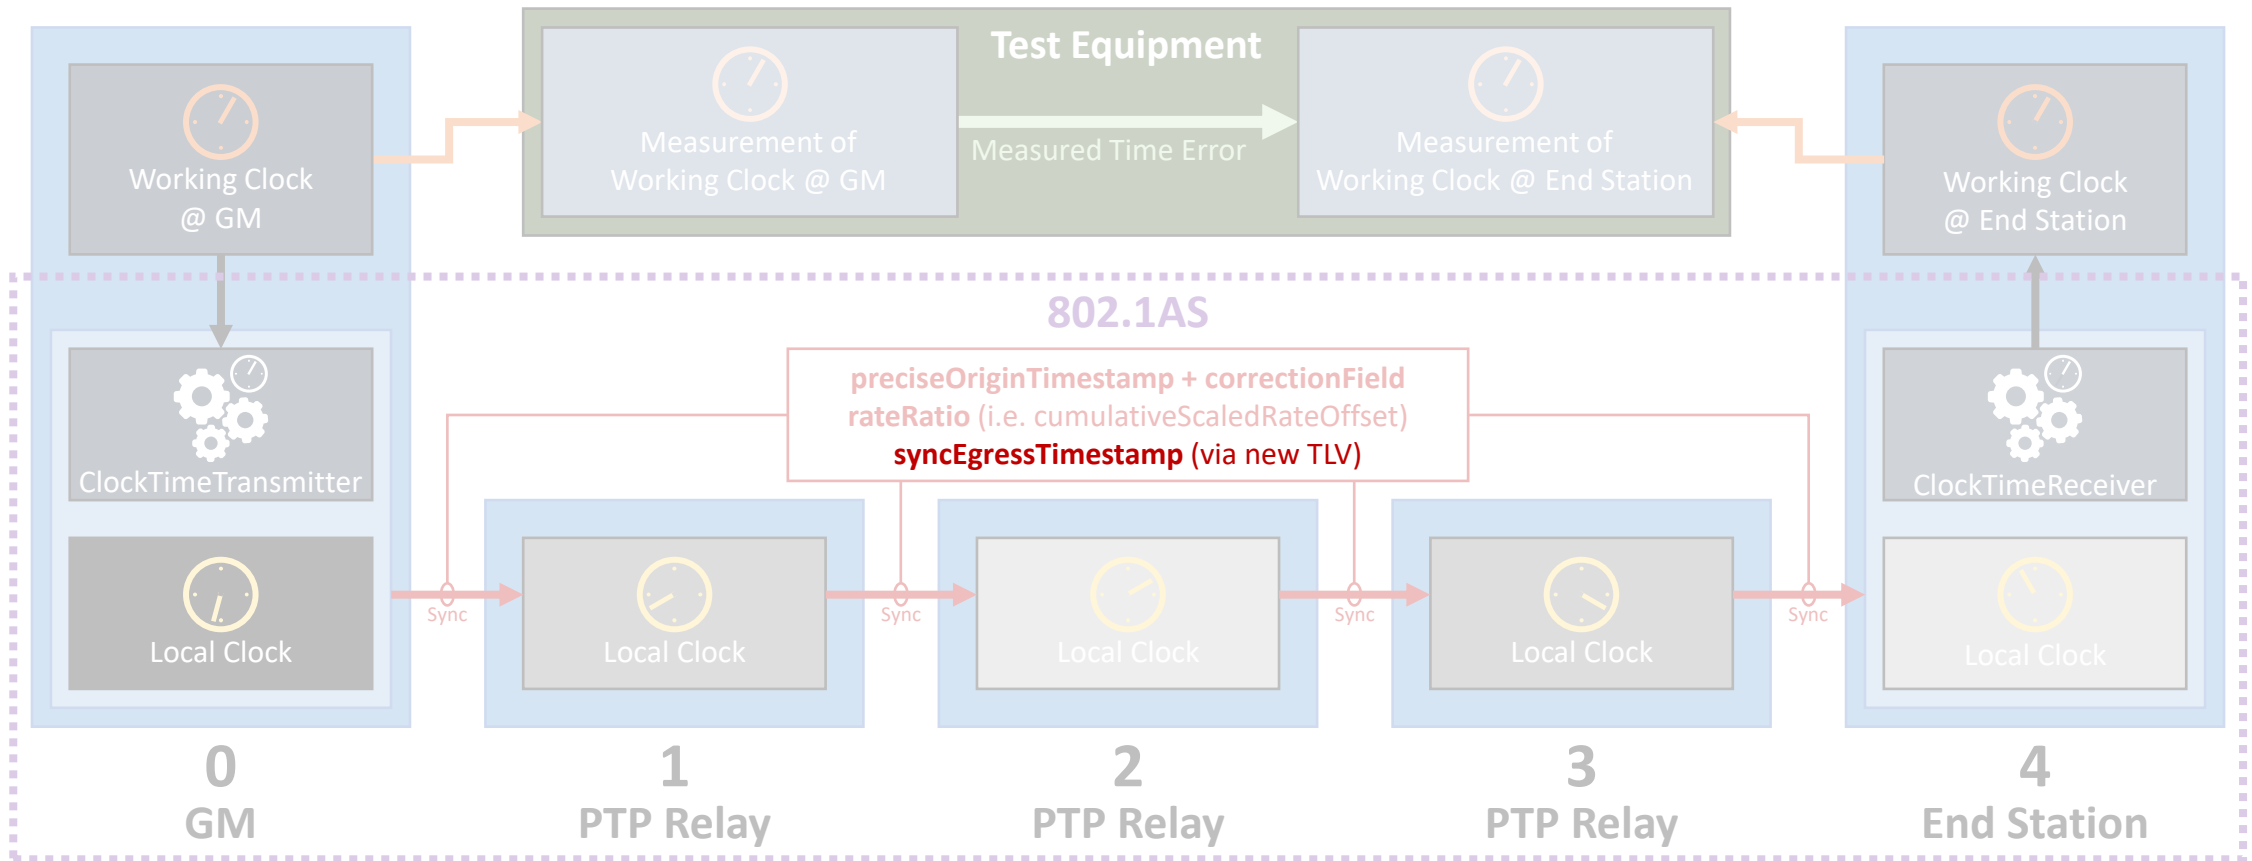 Test Equipment
Working Clock
@ GM
Measurement of
Working Clock @ GM
Measured Time Error
Measurement of
Working Clock @ End Station
Working Clock
@ End Station
802.1AS
preciseOriginTimestamp + correctionField
rateRatio (i.e. cumulativeScaledRateOffset)
syncEgressTimestamp (via new TLV)
ClockTimeTransmitter
ClockTimeReceiver
Local Clock
Sync
Local Clock
Sync
Local Clock
Sync
Local Clock
Sync
Local Clock
0
GM
1
PTP Relay
2
PTP Relay
3
PTP Relay
4
End Station